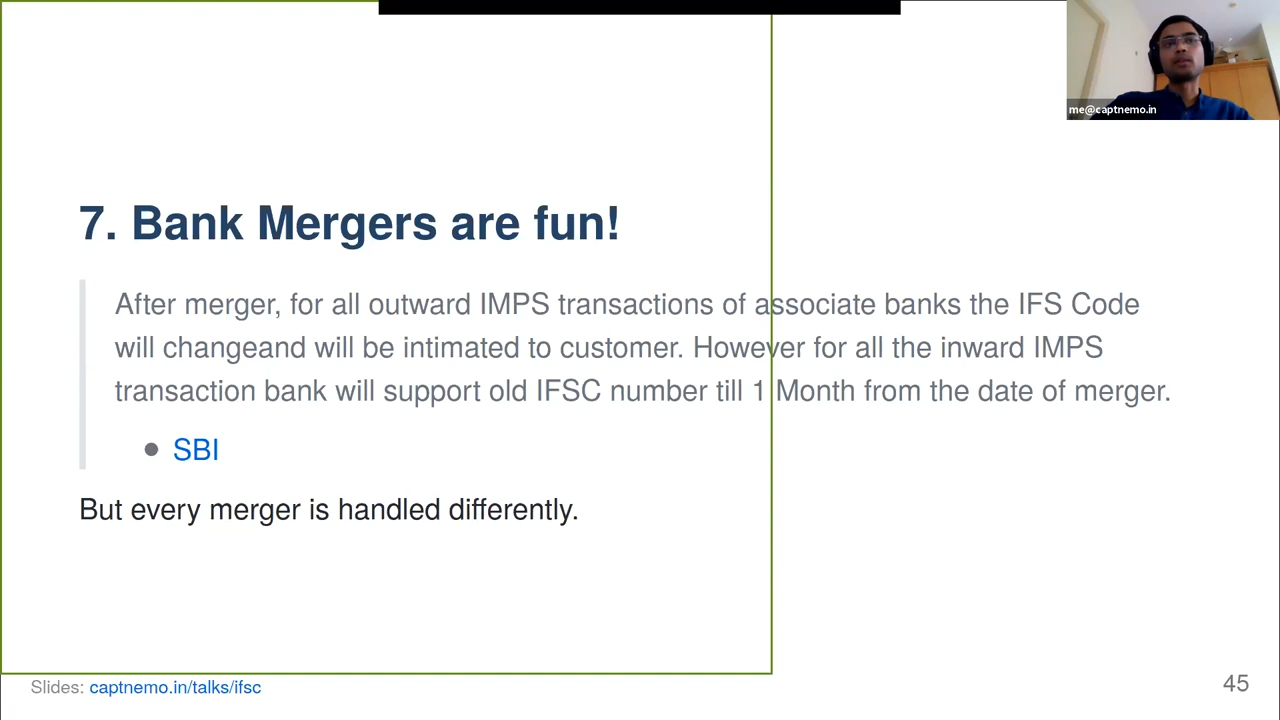 me@captnemo.in
7. Bank Mergers are fun!
After merger, for all outward IMPS transactions of associate banks the IFS Code
will changeand will be intimated to customer. However for all the inward IMPS
transaction bank will support old IFSC number till 1 Month from the date of merger.
● SBI
But every merger is handled differently.
Slides: captnemo.in/talks/ifsc
45